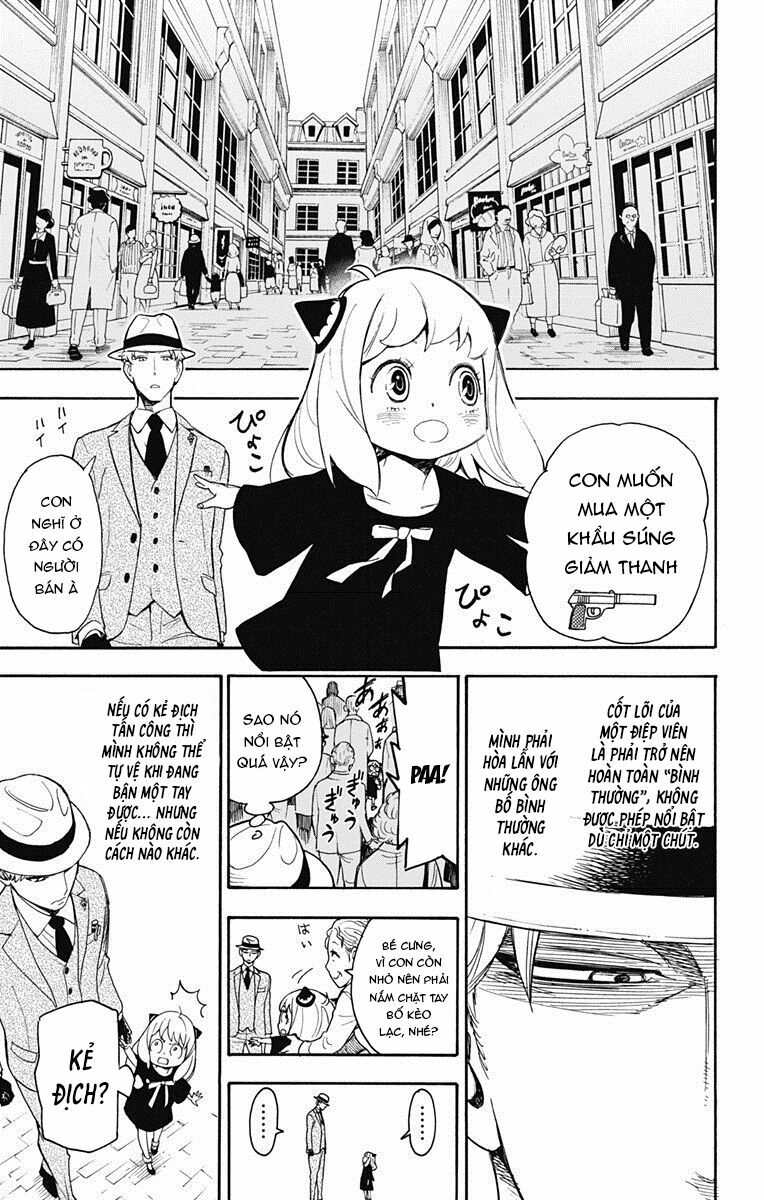 CON MUỐN
MUA MỘT
KHẨU SÚNG
GIẢM THANH
ぴょこ
ぴょこ
ハイ
ハイ
CON
NGHĨ Ở
ĐÂY CÓ
NGƯỜI
BÁN À
CỐT LÕI CỦA
MỘT ĐIỆP VIÊN
LÀ PHẢI TRỞ NÊN
HOÀN TOÀN “BÌNH
THƯỜNG”, KHÔNG
ĐƯỢC PHÉP NỔI BẬT
DÙ CHỈ MỘT CHÚT.
MÌNH PHẢI
HÒA LẪN VỚI
NHỮNG ÔNG
BỐ BÌNH
THƯỜNG
KHÁC.
PAA!
SAO NÓ
NỔI BẬT
QUÁ VẬY?
ぎゅう
ぎゅう
BÉ CƯNG,
VÌ CON CÒN
NHỎ NÊN PHẢI
NẮM CHẶT TAY
BỐ KẺO
LẠC, NHÉ?
はい
......
......
NẾU CÓ KẺ ĐỊCH
TẤN CÔNG THÌ
MÌNH KHÔNG THỂ
TỰ VỆ KHI ĐANG
BẬN MỘT TAY
ĐƯỢC... NHƯNG
NẾU KHÔNG CÒN
CÁCH NÀO KHÁC.
KẺ
ĐỊCH?